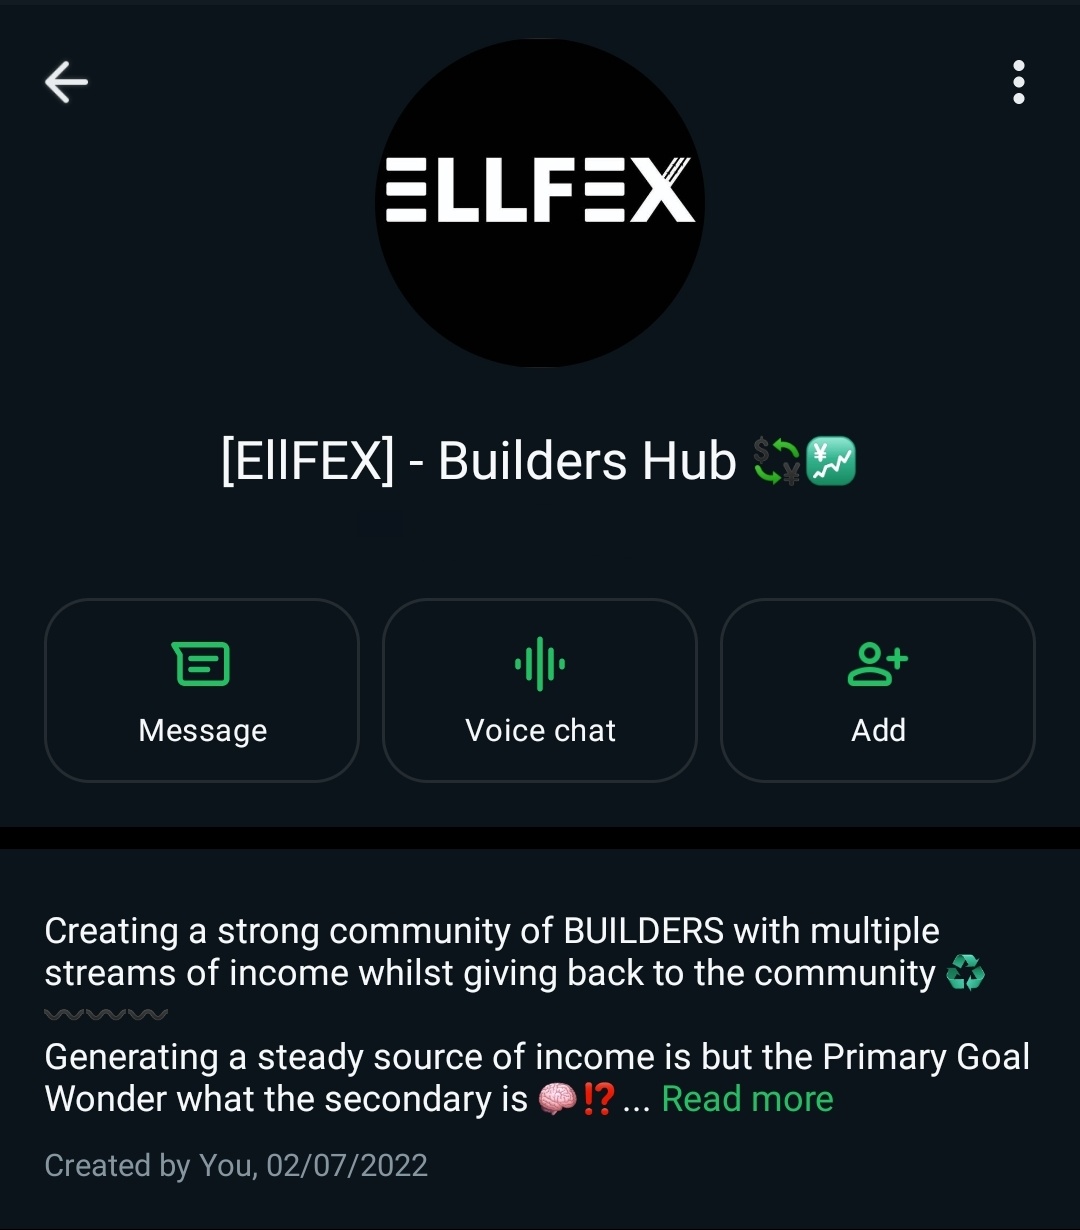 ELLFEX
[EllFEX] - Builders Hub 💱💹
Message
Voice chat
Add
Creating a strong community of BUILDERS with multiple
streams of income whilst giving back to the community ♻️
〰️〰️〰️
Generating a steady source of income is but the Primary Goal
Wonder what the secondary is 🧠⁉️... Read more
Created by You, 02/07/2022